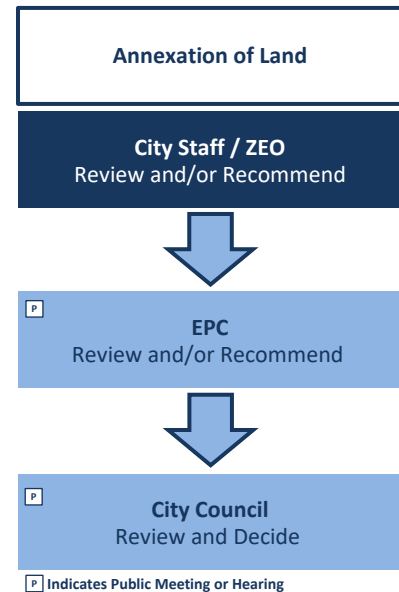 Annexation of Land
City Staff / ZEO
Review and/or Recommend
P
EPC
Review and/or Recommend
P
City Council
Review and Decide
P Indicates Public Meeting or Hearing